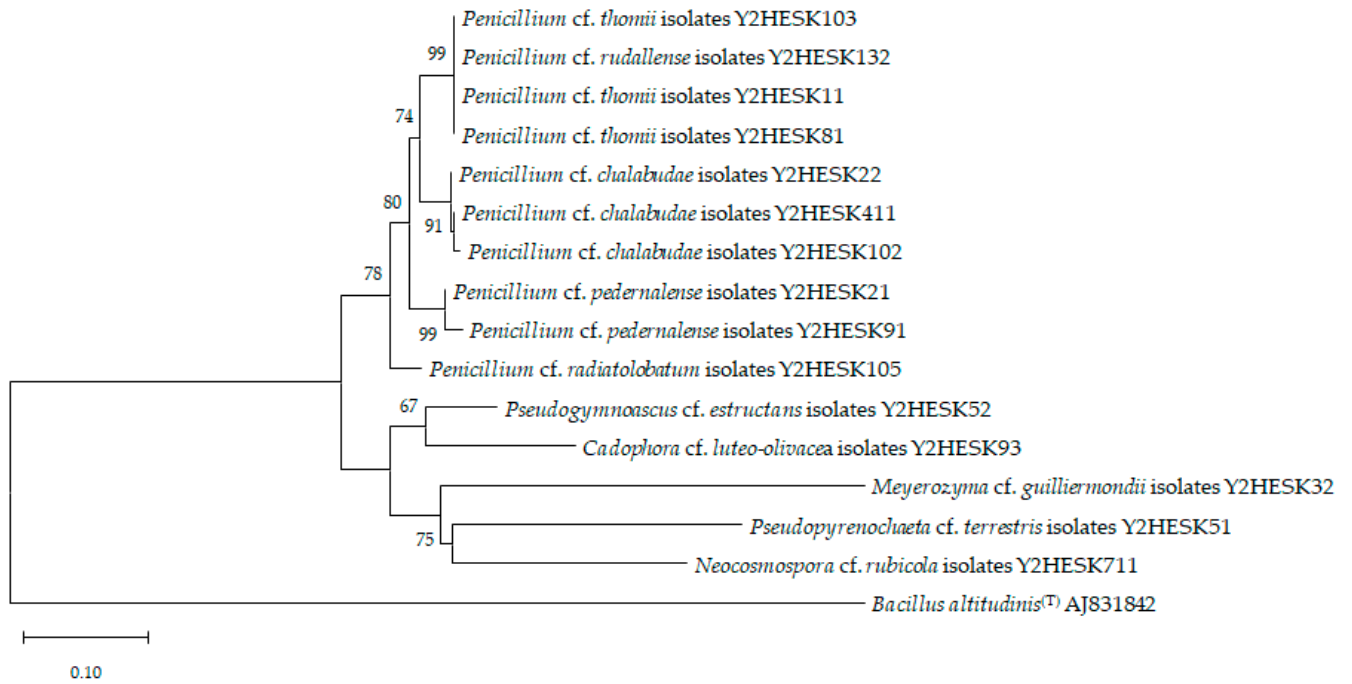 Penicillium cf. thomii isolates Y2HESK103
99
Penicillium cf. rudallense isolates Y2HESK132
Penicillium cf. thomii isolates Y2HESK11
74
Penicillium cf. thomii isolates Y2HESK81
Penicillium cf. chalabudae isolates Y2HESK22
80
Penicillium cf. chalabudae isolates Y2HESK411
91
Penicillium cf. chalabudae isolates Y2HESK102
78
Penicillium cf. pedernalense isolates Y2HESK21
99
Penicillium cf. pedernalense isolates Y2HESK91
Penicillium cf. radiatolobatum isolates Y2HESK105
67
Pseudogymnoascus cf. estructans isolates Y2HESK52
Cadophora cf. luteo-olivacea isolates Y2HESK93
Meyerozyma cf. guilliermondii isolates Y2HESK32
Pseudopyrenochaeta cf. terrestris isolates Y2HESK51
75
Neocosmospora cf. rubicola isolates Y2HESK711
Bacillus altitudinis(T) AJ831842
0.10